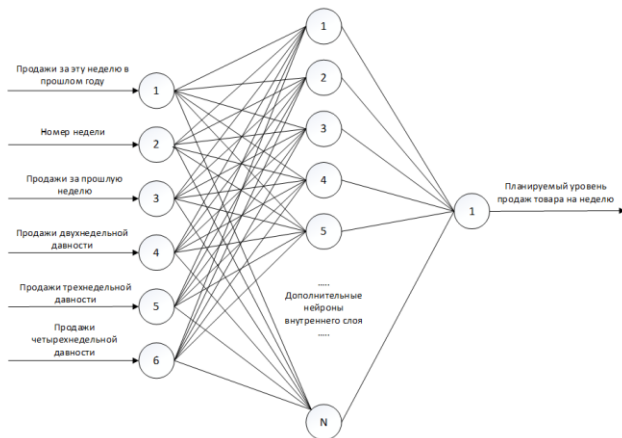 Продажи за эту неделю в
прошлом году
Номер недели
Продажи за прошлую
неделю
Продажи двухнедельной
давности
Продажи трехнедельной
давности
Продажи
четырехнедельной
давности
1
2
3
4
5
6
1
2
3
4
5
.....
Дополнительные
нейроны
внутреннего слоя
.....
N
1
Планируемый уровень
продаж товара на неделю